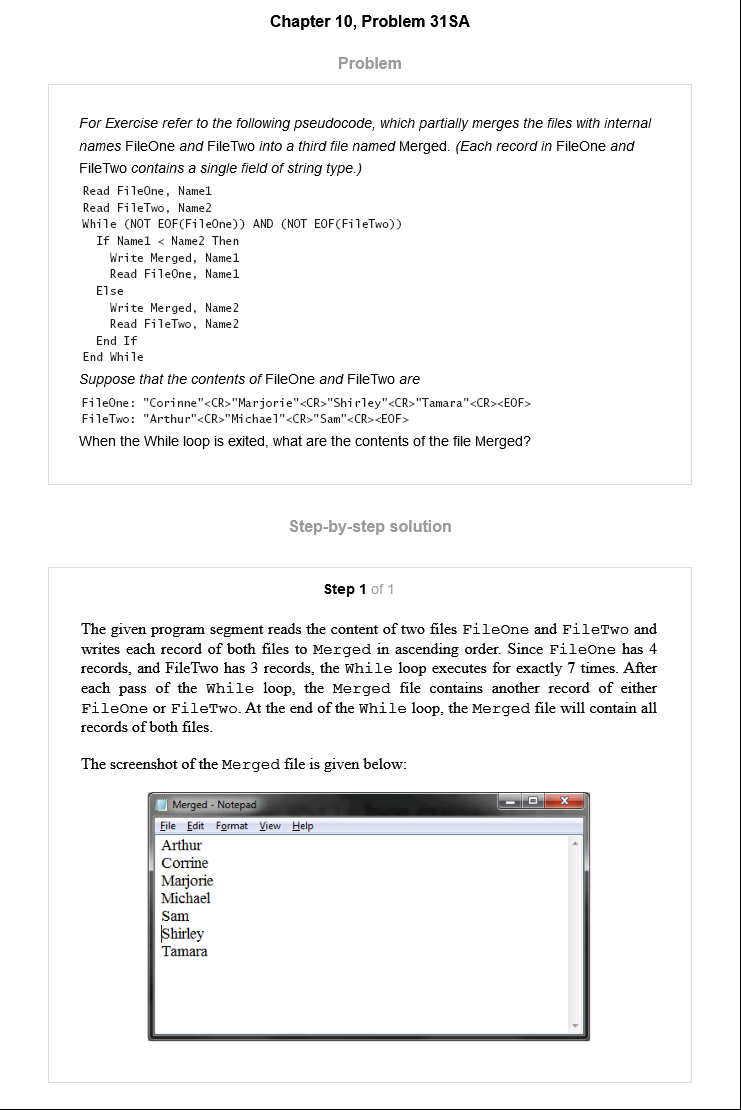 Chapter 10, Problem 31SA
Problem
For Exercise refer to the following pseudocode, which partially merges the files with internal
names FileOne and FileTwo into a third file named Merged. (Each record in FileOne and
FileTwo contains a single field of string type.)
Read FileOne, Name1
Read FileTwo, Name2
While (NOT EOF(FileOne)) AND (NOT EOF(FileTwo))
If Name1 < Name2 Then
Write Merged, Name1
Read FileOne, Name1
Else
Write Merged, Name2
Read FileTwo, Name2
End If
End While
Suppose that the contents of FileOne and FileTwo are
FileOne: "Corinne"<CR>"Marjorie"<CR>"Shirley"<CR>"Tamara"<CR><EOF>
FileTwo: "Arthur"<CR>"Michael"<CR>"Sam"<CR><EOF>
When the While loop is exited, what are the contents of the file Merged?
Step-by-step solution
Step 1 of 1
The given program segment reads the content of two files FileOne and FileTwo and
writes each record of both files to Merged in ascending order. Since FileOne has 4
records, and FileTwo has 3 records, the While loop executes for exactly 7 times. After
each pass of the While loop, the Merged file contains another record of either
FileOne or FileTwo. At the end of the While loop, the Merged file will contain all
records of both files.
The screenshot of the Merged file is given below:
Merged - Notepad
File Edit Format View Help
Arthur
Corrine
Marjorie
Michael
Sam
Shirley
Tamara